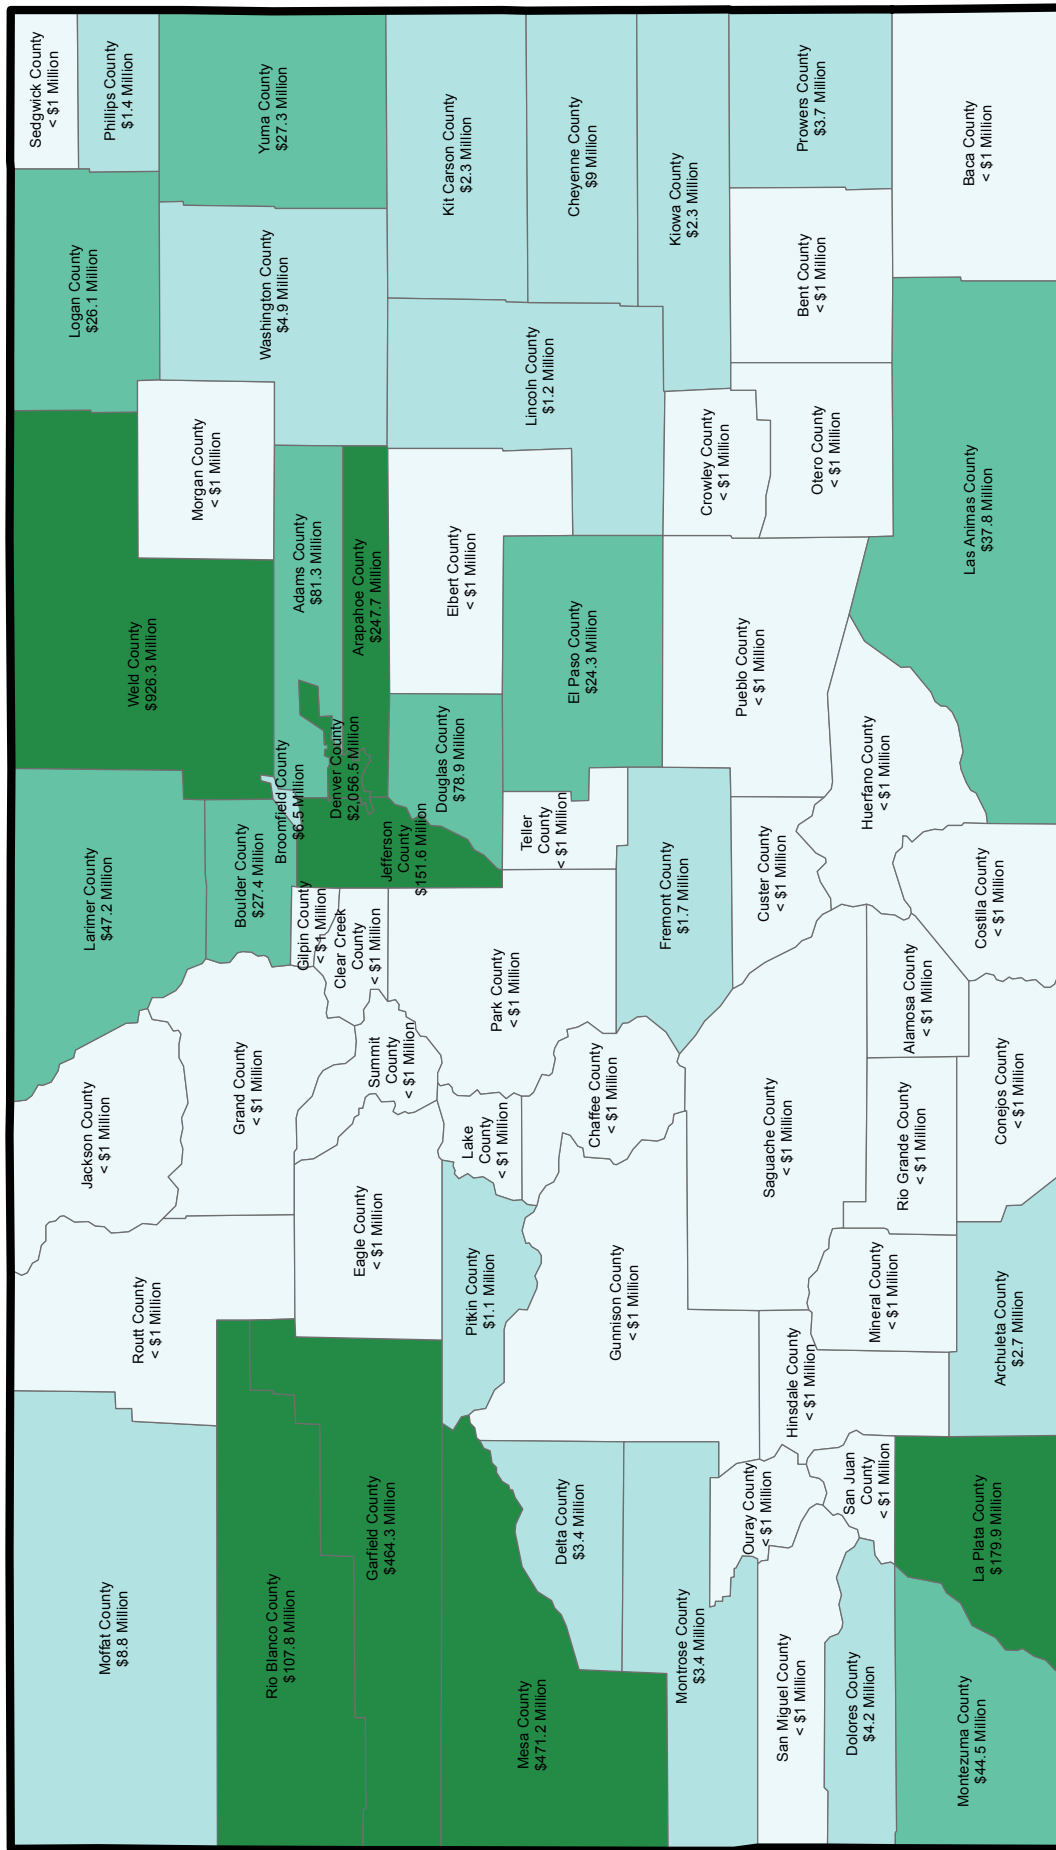 Moffat County
$8.8 Million
Routt County
< $1 Million
Jackson County
< $1 Million
Larimer County
$47.2 Million
Weld County
$926.3 Million
Logan County
$26.1 Million
Sedgwick County
< $1 Million
Phillips County
$1.4 Million
Morgan County
< $1 Million
Washington County
$4.9 Million
Yuma County
$27.3 Million
Rio Blanco County
$107.8 Million
Garfield County
$464.3 Million
Grand County
< $1 Million
Boulder County
$27.4 Million
Broomfield County
$6.5 Million
Gilpin County
< $1 Million
Clear Creek
County
< $1 Million
Adams County
$81.3 Million
Denver County
$2,056.5 Million
Arapahoe County
$247.7 Million
Jefferson
County
$151.6 Million
Eagle County
< $1 Million
Summit
County
< $1 Million
Mesa County
$471.2 Million
Pitkin County
$1.1 Million
Lake
County
< $1 Million
Park County
< $1 Million
Douglas County
$78.9 Million
Elbert County
< $1 Million
Lincoln County
$1.2 Million
Kit Carson County
$2.3 Million
Cheyenne County
$9 Million
Delta County
$3.4 Million
Gunnison County
< $1 Million
Chaffee County
< $1 Million
Teller
County
< $1 Million
El Paso County
$24.3 Million
Montrose County
$3.4 Million
Fremont County
$1.7 Million
Kiowa County
$2.3 Million
Ouray County
< $1 Million
Hinsdale County
< $1 Million
Saguache County
< $1 Million
Custer County
< $1 Million
Pueblo County
< $1 Million
Crowley County
< $1 Million
San Miguel County
< $1 Million
Dolores County
$4.2 Million
San Juan
County
< $1 Million
Mineral County
< $1 Million
Rio Grande County
< $1 Million
Alamosa County
< $1 Million
Huerfano County
< $1 Million
Otero County
< $1 Million
Bent County
< $1 Million
Prowers County
$3.7 Million
Montezuma County
$44.5 Million
La Plata County
$179.9 Million
Archuleta County
$2.7 Million
Conejos County
< $1 Million
Costilla County
< $1 Million
Las Animas County
$37.8 Million
Baca County
< $1 Million